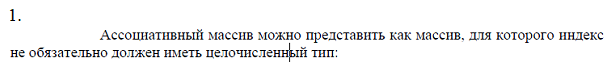 1.
Ассоциативный массив можно представить как массив, для которого индекс
не обязательно должен иметь целочисленный тип: